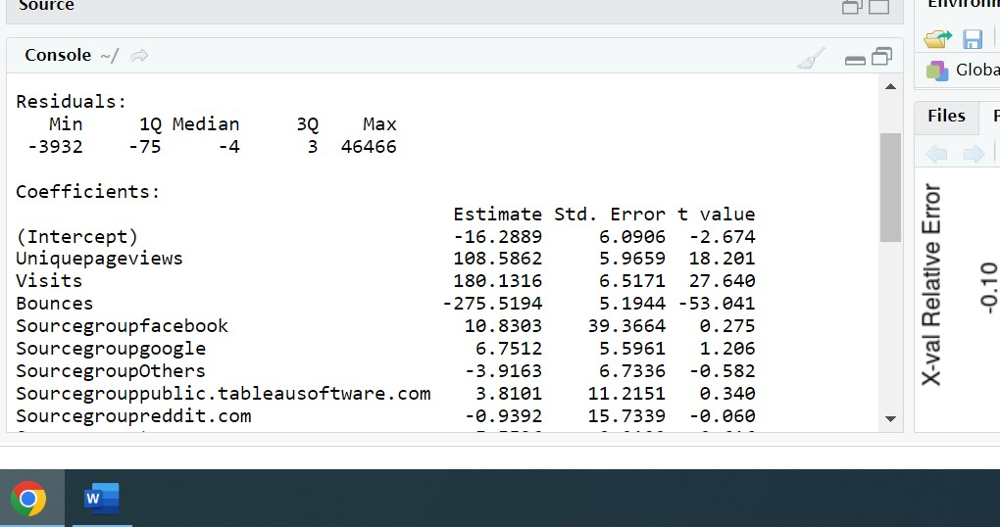 Source
Console ~/
Residuals:
Min 1Q Median 3Q Max
-3932 -75 -4 3 46466
Coefficients:
Estimate Std. Error t value
(Intercept) -16.2889 6.0906 -2.674
Uniquepageviews 108.5862 5.9659 18.201
Visits 180.1316 6.5171 27.640
Bounces -275.5194 5.1944 -53.041
Sourcegroupfacebook 10.8303 39.3664 0.275
Sourcegroupgoogle 6.7512 5.5961 1.206
SourcegroupOthers -3.9163 6.7336 -0.582
Sourcegrouppublic.tableausoftware.com 3.8101 11.2151 0.340
Sourcegroupreddit.com -0.9392 15.7339 -0.060
Globa
Files
X-val Relative Error
-0.10
W